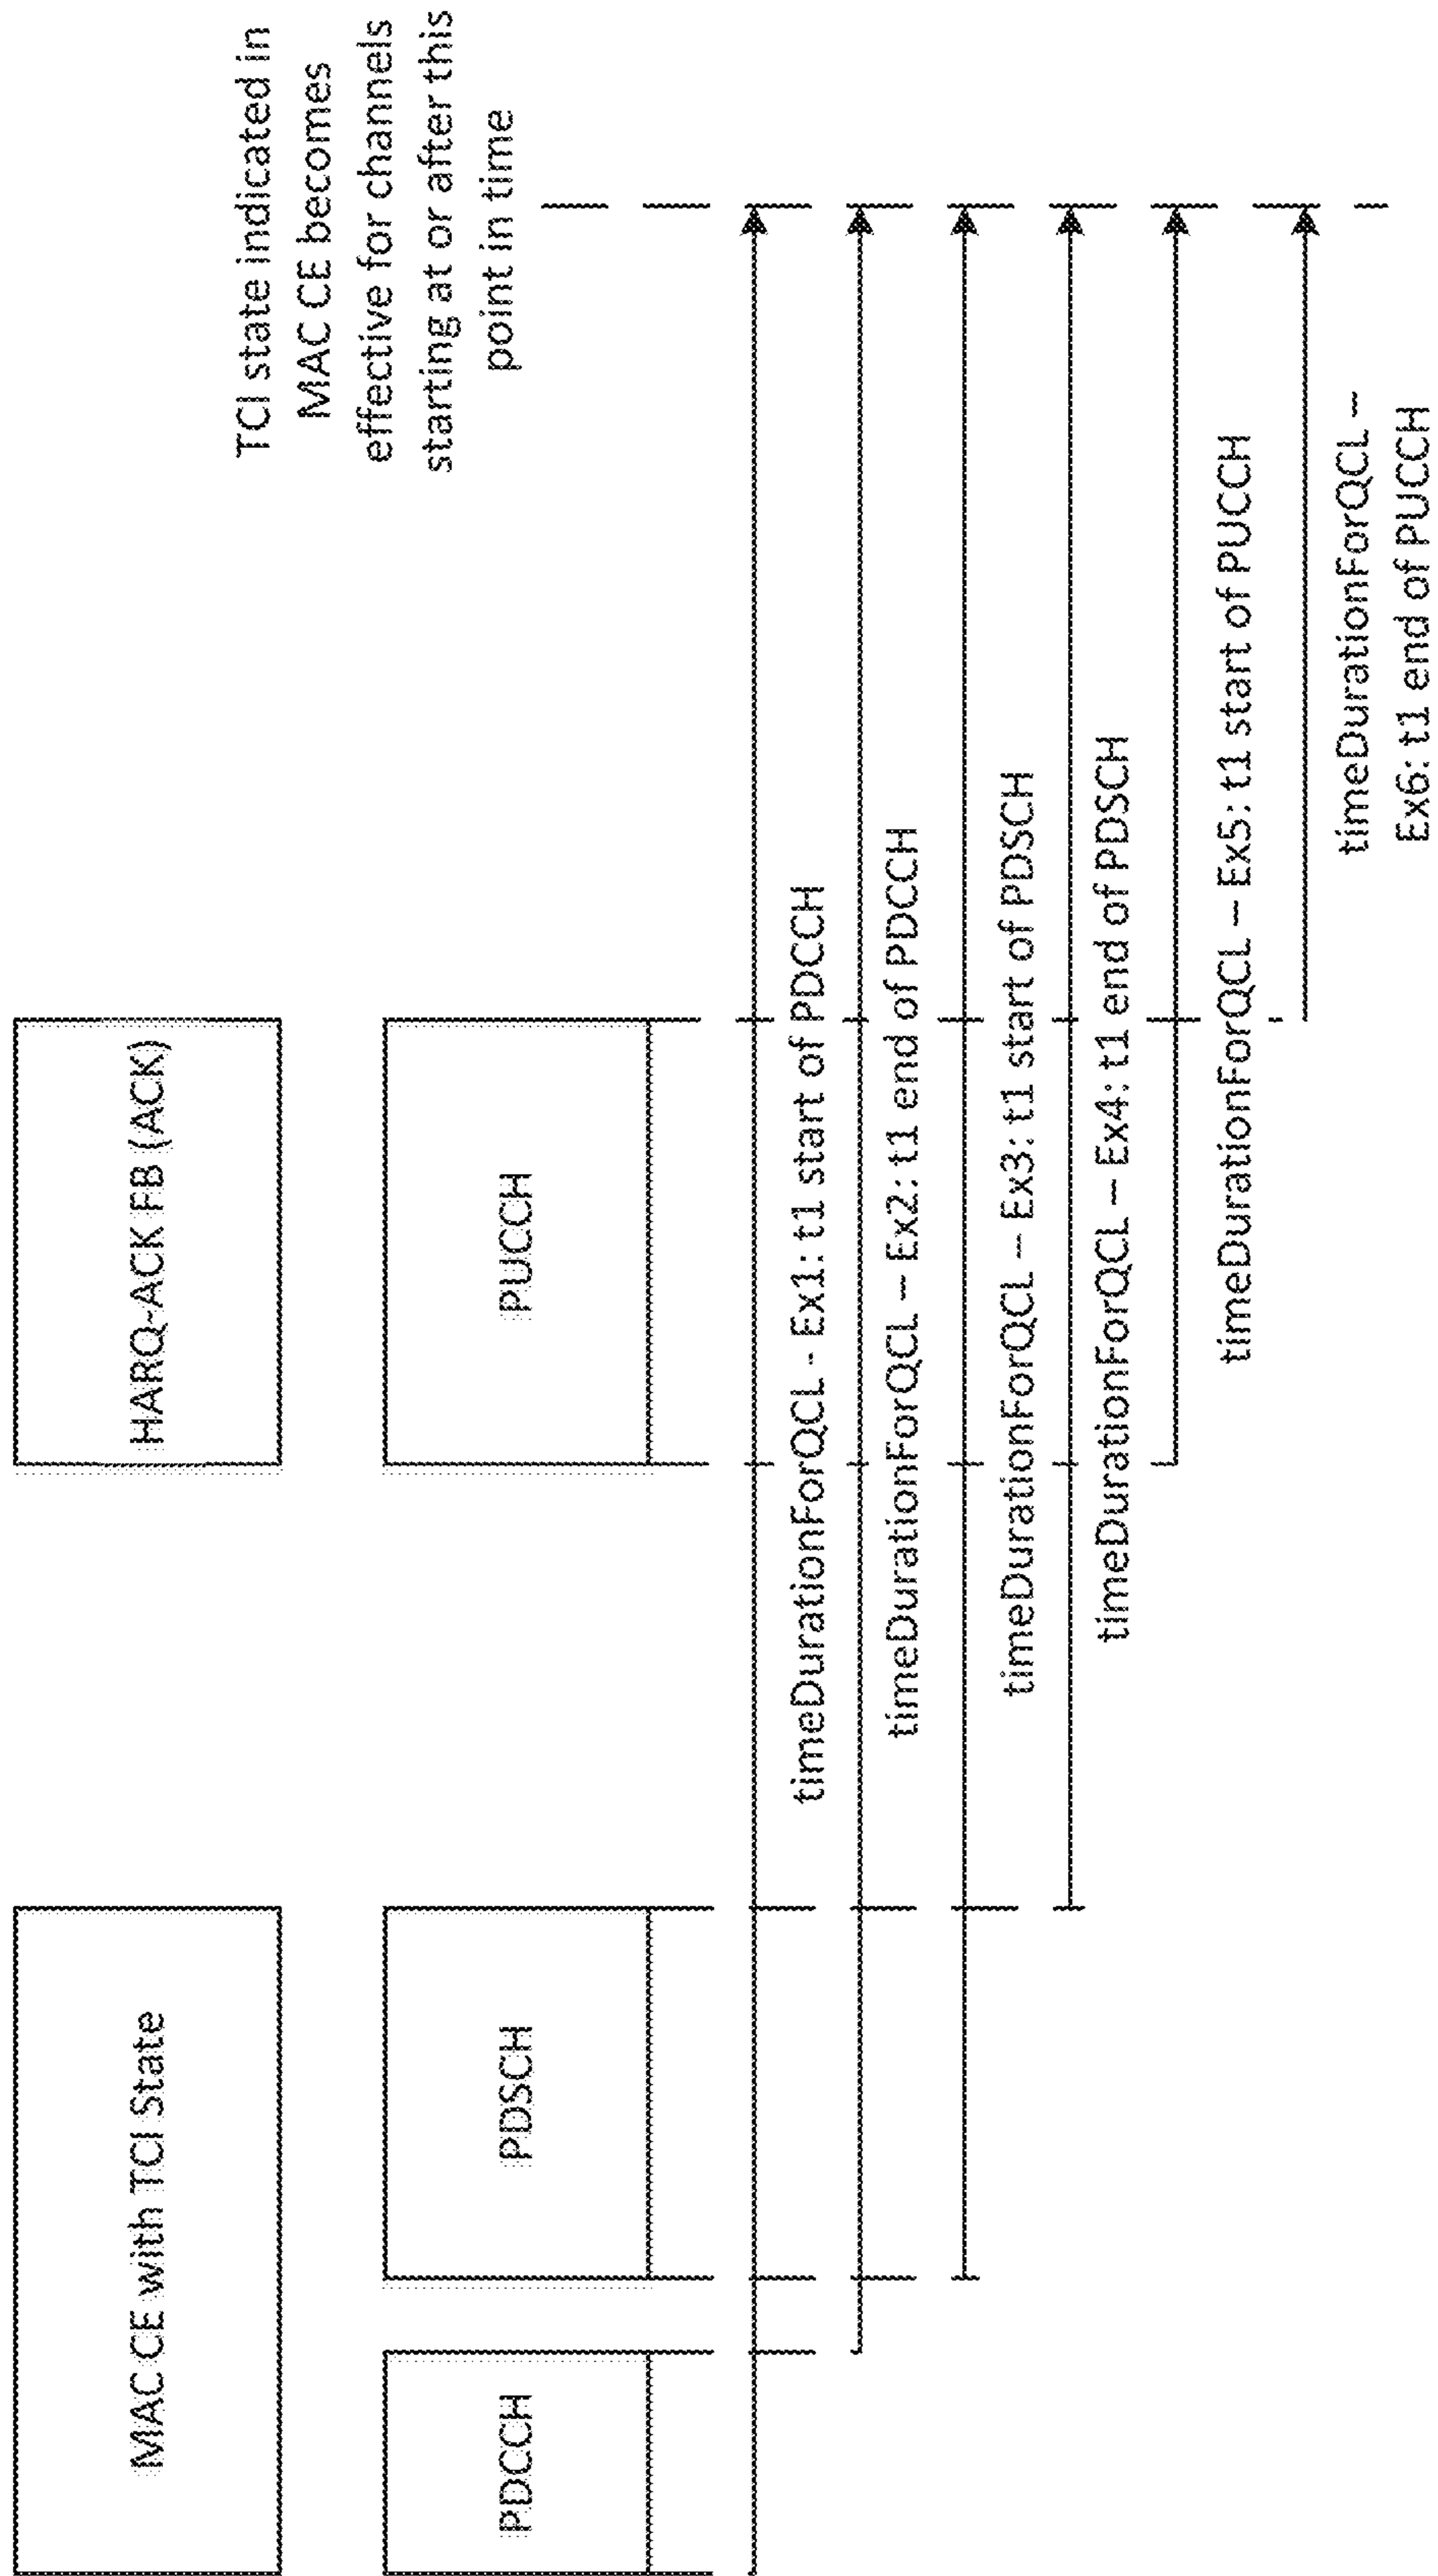 MAC CE with TCI State
HARQ-ACK FB (ACK)
TCI state indicated in
MAC CE becomes
effective for channels
starting at or after this
point in time
PDCCH
PDSCH
PUCCH
timeDurationForQCL - Ex1: t1 start of PDCCH
timeDurationForQCL – Ex2: t1 end of PDCCH
timeDurationForQCL – Ex3: t1 start of PDSCH
timeDurationForQCL – Ex4: t1 end of PDSCH
timeDurationForQCL – Ex5: t1 start of PUCCH
timeDurationForQCL –
Ex6: t1 end of PUCCH